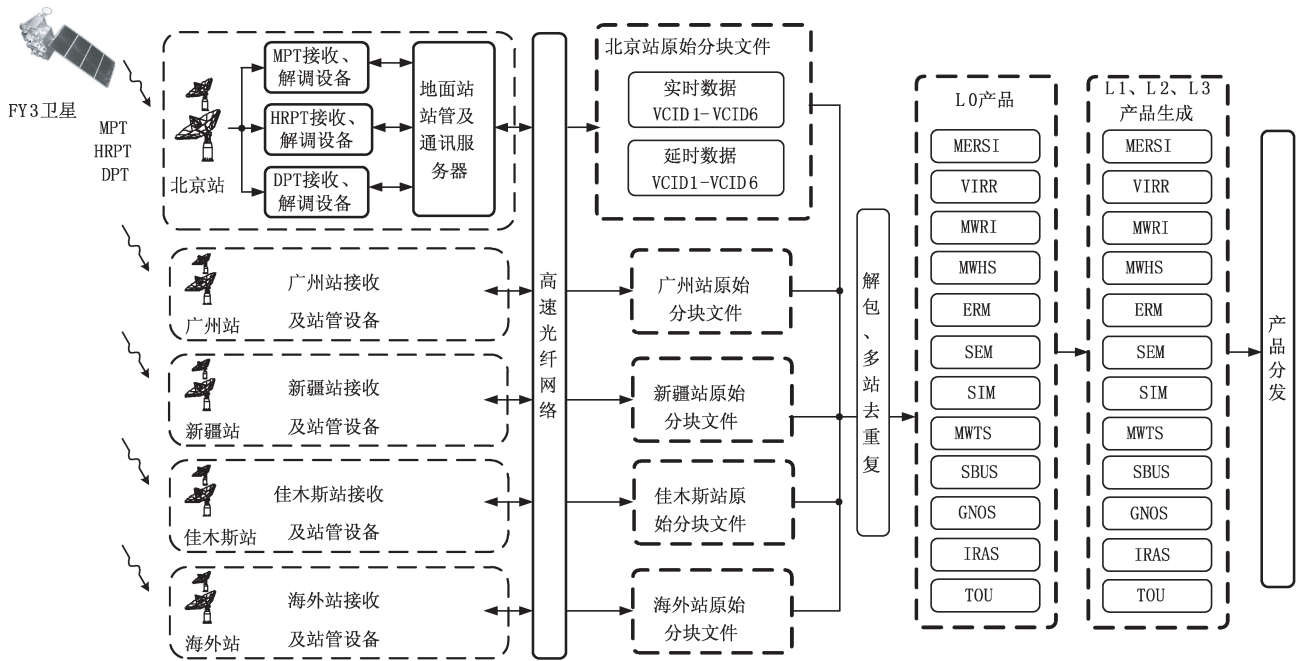 FY3卫星
MPT
HRPT
DPT
北京站
MPT接收、
解调设备
HRPT接收、
解调设备
DPT接收、
解调设备
地面站
站管及
通讯服
务器
广州站
广州站接收
及站管设备
新疆站
新疆站接收
及站管设备
佳木斯站
佳木斯站接收
及站管设备
海外站
海外站接收
及站管设备
高速光纤网络
北京站原始分块文件
实时数据
VCID1-VCID6
延时数据
VCID1-VCID6
广州站原始
分块文件
新疆站原始
分块文件
佳木斯站原
始分块文件
海外站原始
分块文件
解包、多站去重复
L0产品
MERSI
VIRR
MWRI
MWHS
ERM
SEM
SIM
MWTS
SBUS
GNOS
IRAS
TOU
L1、L2、L3
产品生成
MERSI
VIRR
MWRI
MWHS
ERM
SEM
SIM
MWTS
SBUS
GNOS
IRAS
TOU
产品分发